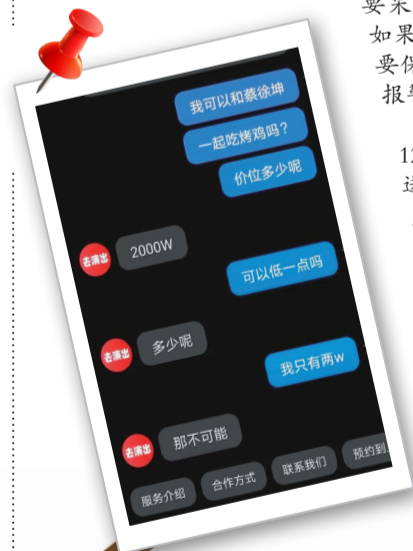 要采
如果
要保
报警
12
我可以和蔡徐坤
一起吃烤鸡吗?
价位多少呢
去演出
2000W
可以低一点吗
去演出
多少呢
我只有两w
去演出
那不可能
服务介绍
合作方式
联系我们
预约到